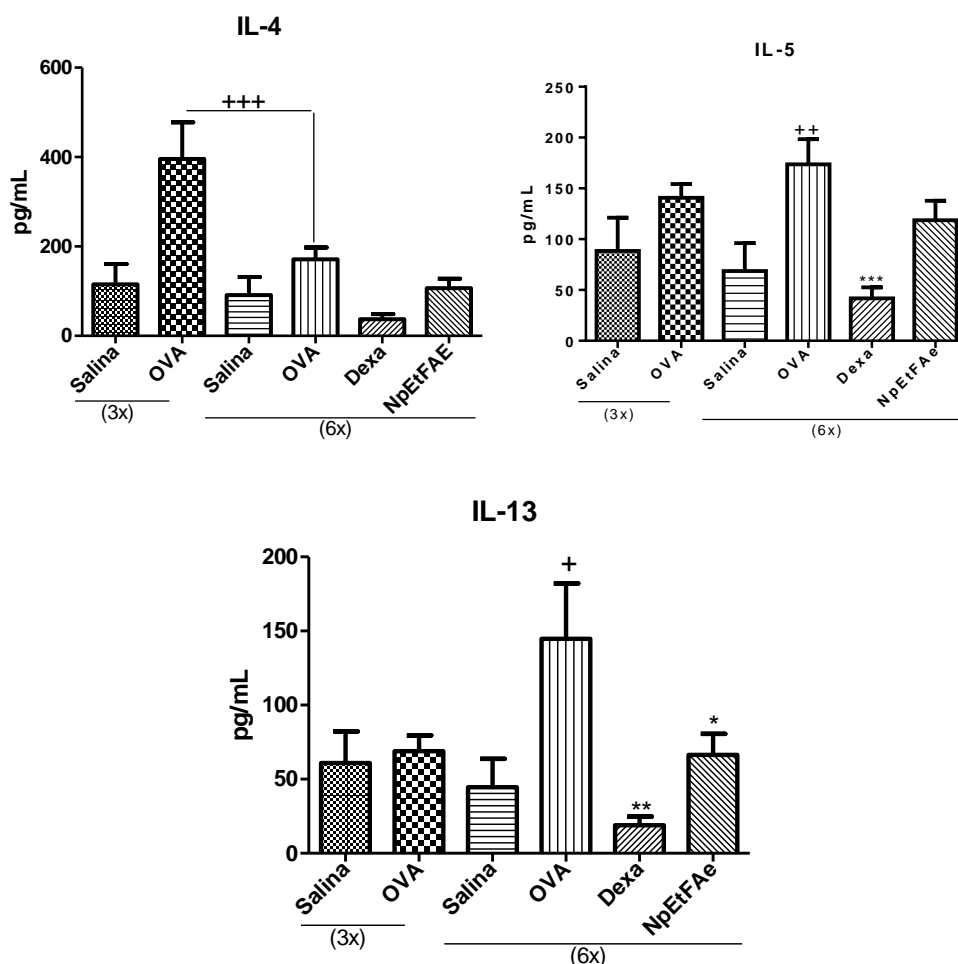 IL-4
600
400
200
0
pg/mL
+++
Salina
OVA
Salina
OVA
Dexa
NpEtFAE
(3x)
(6x)
IL-5
250
200
150
100
50
0
pg/mL
++
***
Salina
OVA
Salina
OVA
Dexa
NpEtFAe
(3x)
(6x)
IL-13
200
150
100
50
0
pg/mL
+
**
*
Salina
OVA
Salina
OVA
Dexa
NpEtFAe
(3x)
(6x)